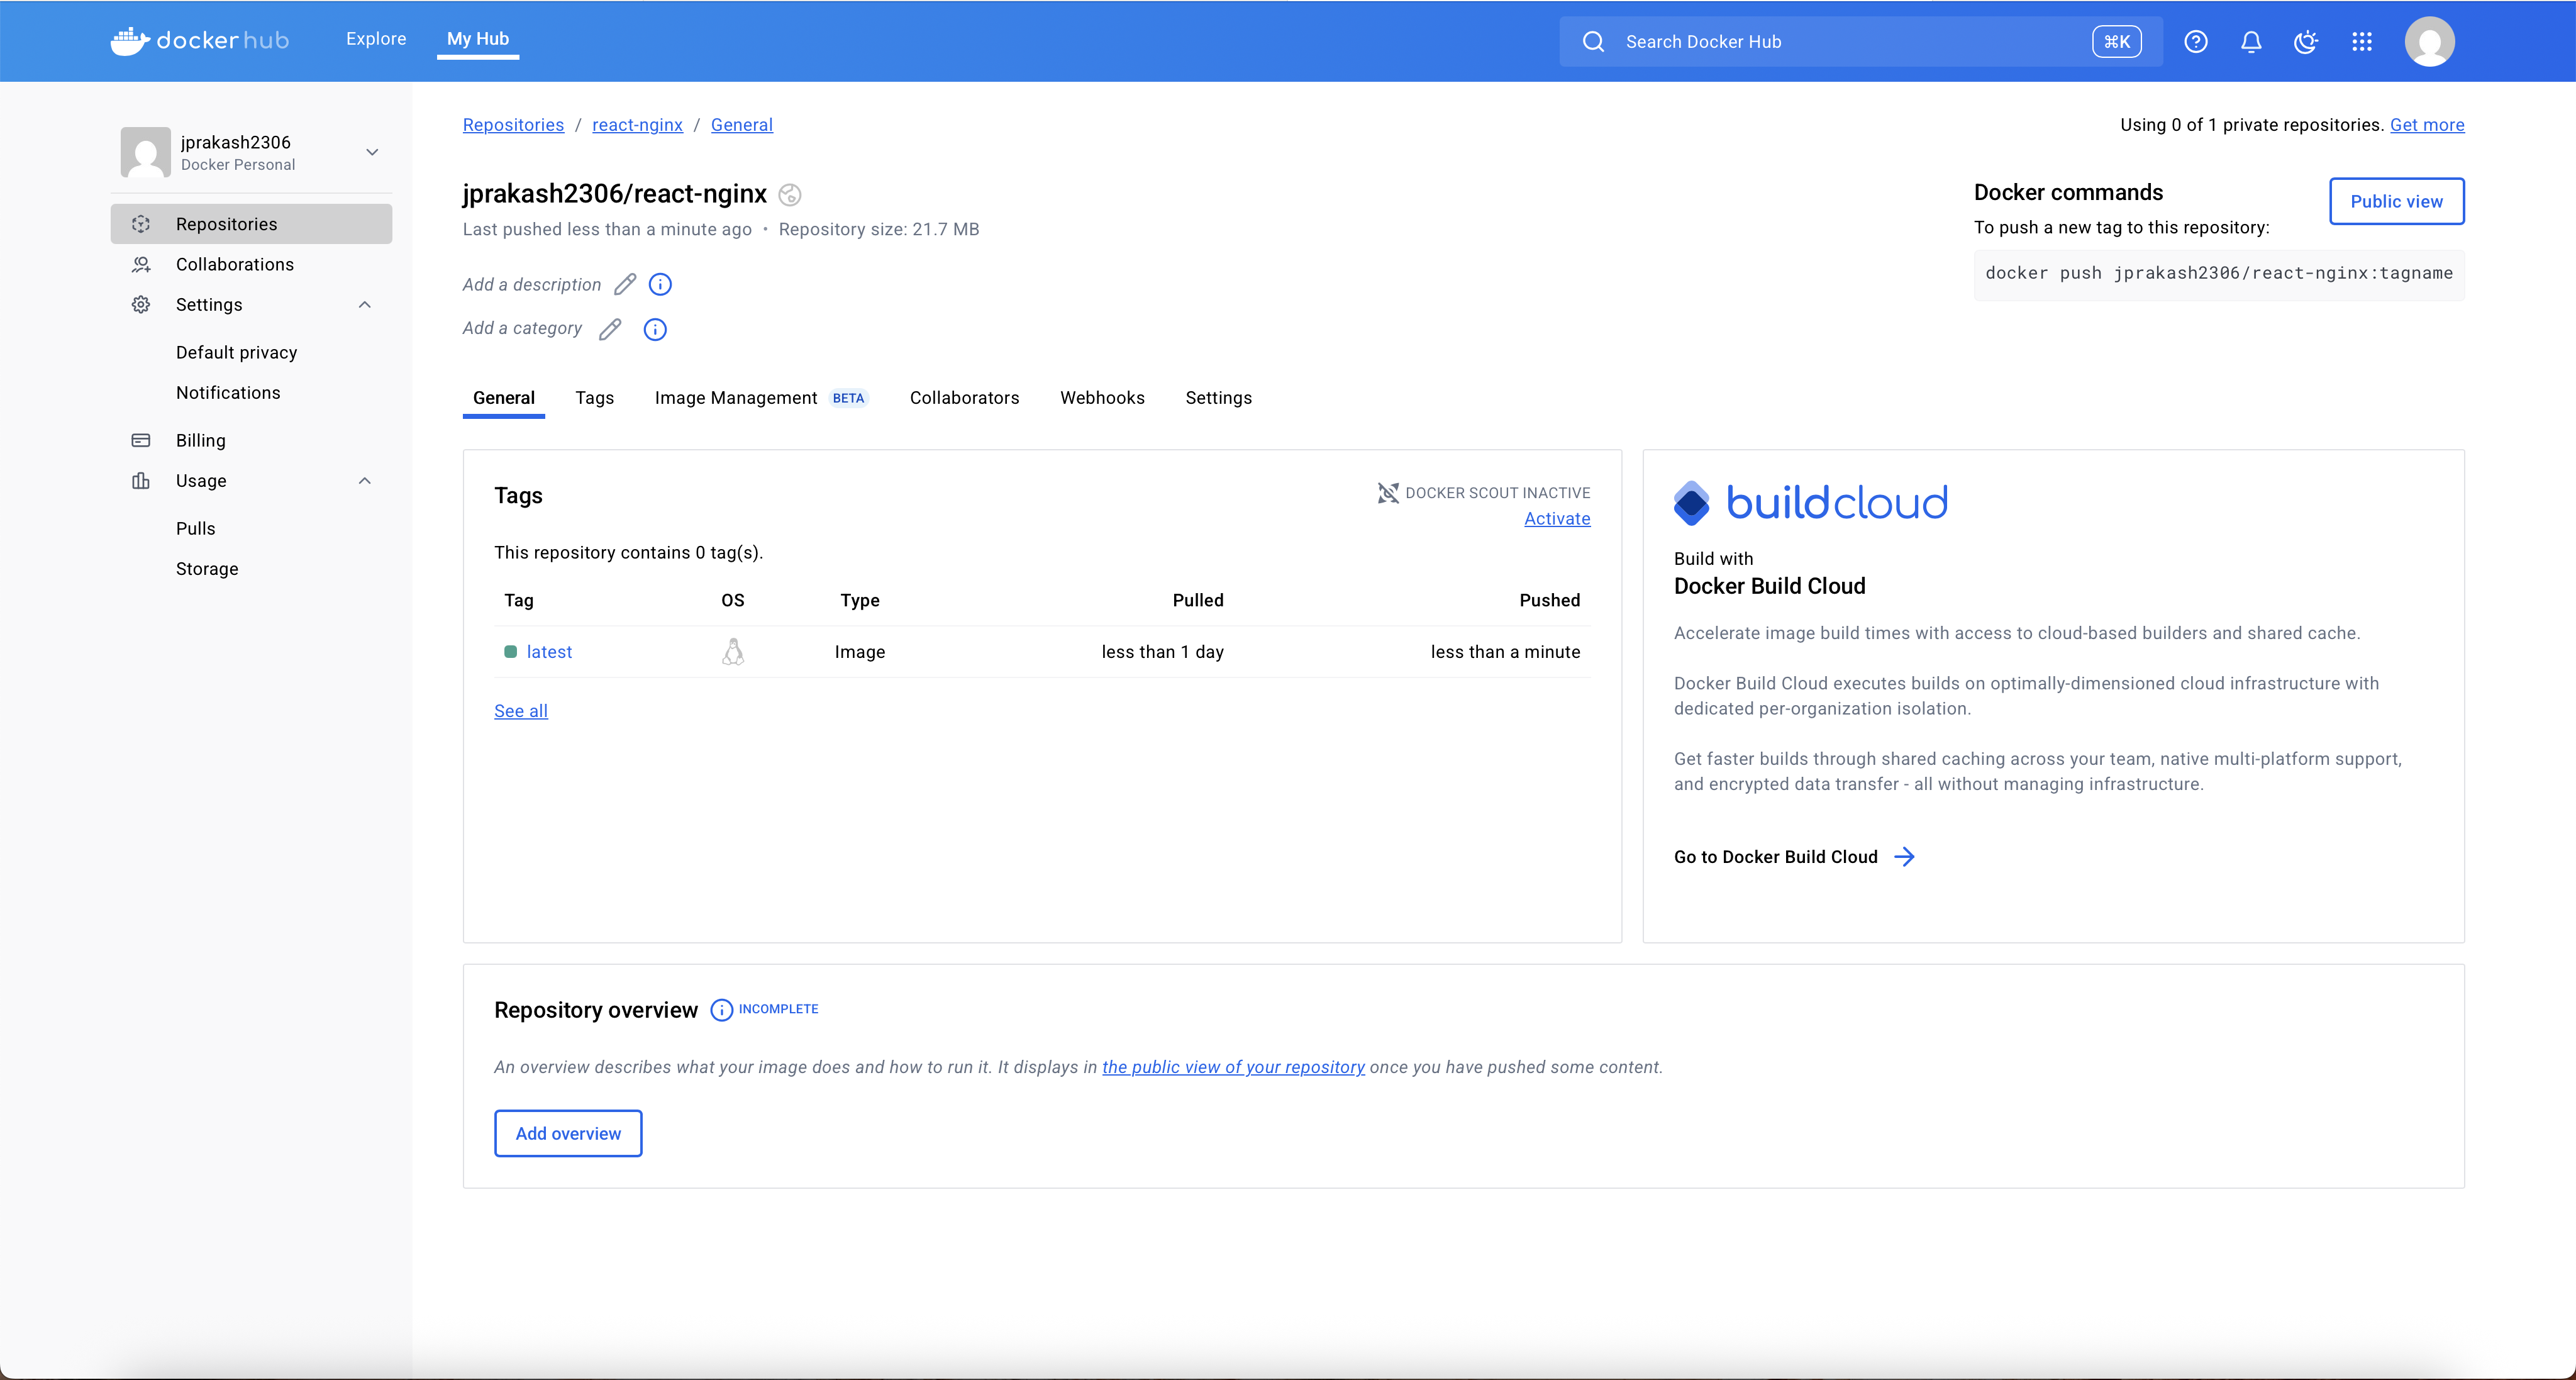 docker hub
Explore
My Hub
Search Docker Hub
⌘K
jprakash2306
Docker Personal
Repositories
Collaborations
Settings
Default privacy
Notifications
Billing
Usage
Pulls
Storage
Repositories / react-nginx / General
Using 0 of 1 private repositories. Get more
jprakash2306/react-nginx
Last pushed less than a minute ago • Repository size: 21.7 MB
Add a description
Add a category
Docker commands
Public view
To push a new tag to this repository:
docker push jprakash2306/react-nginx:tagname
General Tags Image Management BETA Collaborators Webhooks Settings
Tags
DOCKER SCOUT INACTIVE
Activate
This repository contains 0 tag(s).
Tag OS Type Pulled Pushed
latest Image less than 1 day less than a minute
See all
buildcloud
Build with
Docker Build Cloud
Accelerate image build times with access to cloud-based builders and shared cache.
Docker Build Cloud executes builds on optimally-dimensioned cloud infrastructure with
dedicated per-organization isolation.
Get faster builds through shared caching across your team, native multi-platform support,
and encrypted data transfer - all without managing infrastructure.
Go to Docker Build Cloud
Repository overview INCOMPLETE
An overview describes what your image does and how to run it. It displays in the public view of your repository once you have pushed some content.
Add overview